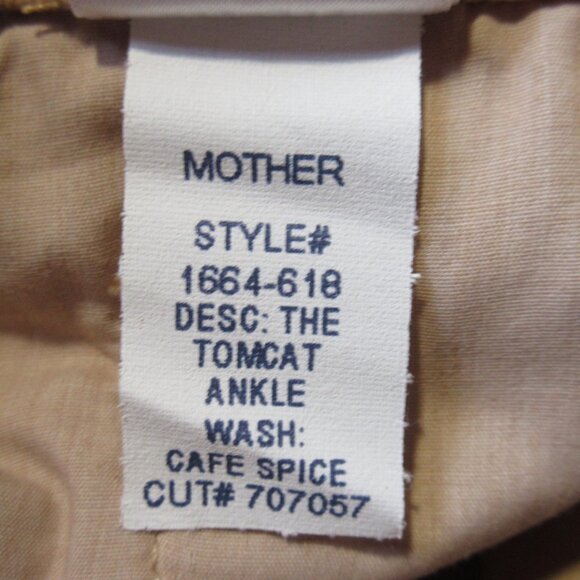 MOTHER
STYLE#
1664-618
DESC: THE
TOMCAT
ANKLE
WASH:
CAFE SPICE
CUT# 707057